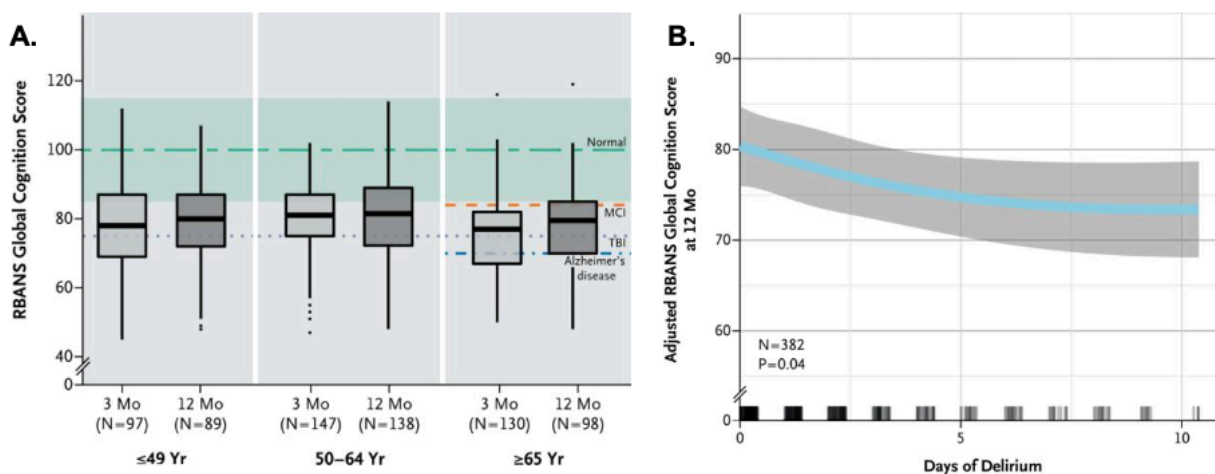 A.
RBANS Global Cognition Score
120
100
80
60
40
0
Normal
MCI
TBI
Alzheimer's
disease
3 Mo
(N=97)
12 Mo
(N=89)
3 Mo
(N=147)
12 Mo
(N=138)
3 Mo
(N=130)
12 Mo
(N=98)
≤49 Yr
50–64 Yr
≥65 Yr
B.
Adjusted RBANS Global Cognition Score
at 12 Mo
90
80
70
60
0
N=382
P=0.04
0
5
10
Days of Delirium